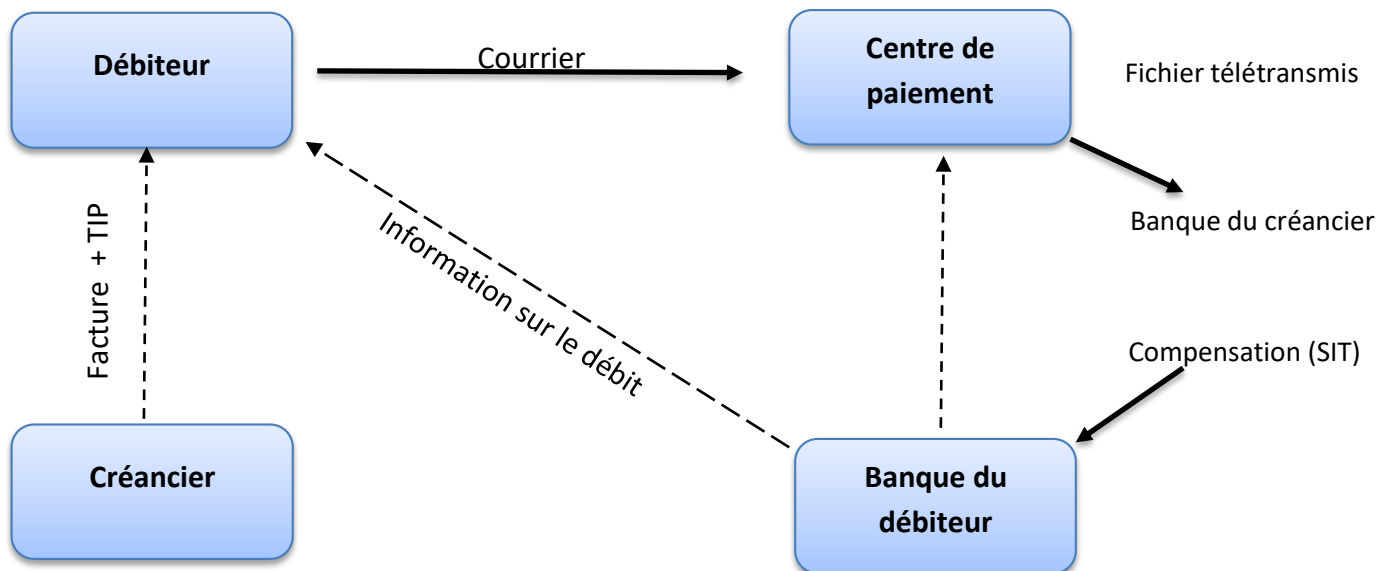 Débiteur
Courrier
Centre de
paiement
Fichier télétransmis
Banque du créancier
Facture + TIP
Information sur le débit
Compensation (SIT)
Créancier
Banque du
débiteur